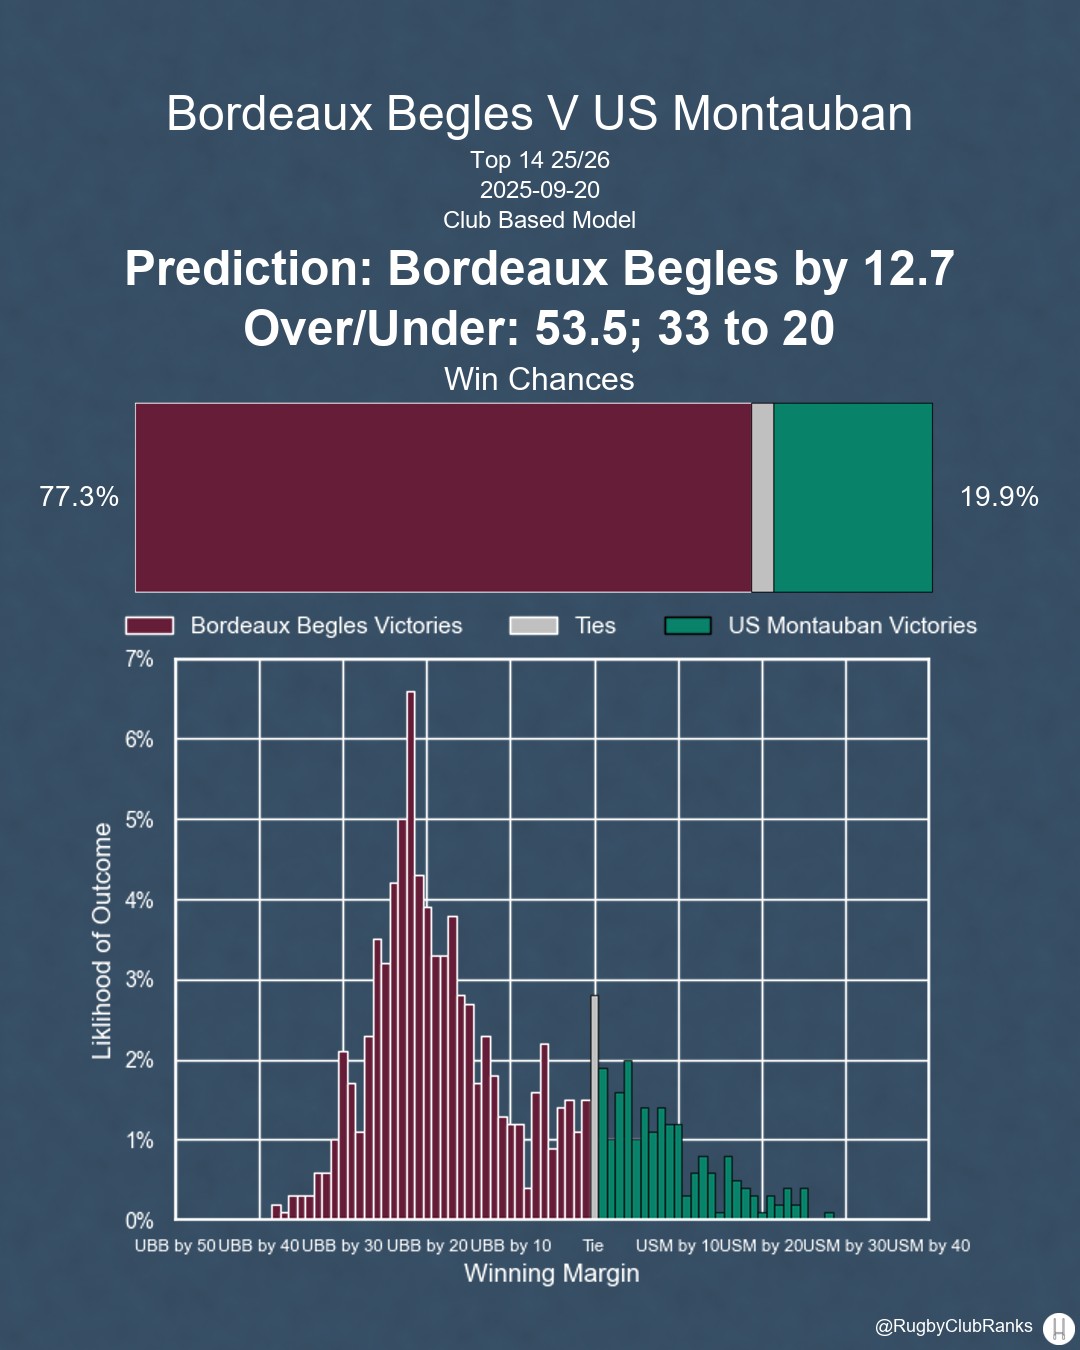 Bordeaux Begles V US Montauban
Top 14 25/26
2025-09-20
Club Based Model
Prediction: Bordeaux Begles by 12.7
Over/Under: 53.5; 33 to 20
Win Chances
77.3%
19.9%
Bordeaux Begles Victories
Ties
US Montauban Victories
7%
6%
5%
4%
3%
2%
1%
0%
Liklihood of Outcome
UBB by 50 UBB by 40 UBB by 30 UBB by 20 UBB by 10 Tie USM by 10 USM by 20 USM by 30 USM by 40
Winning Margin
@RugbyClubRanks